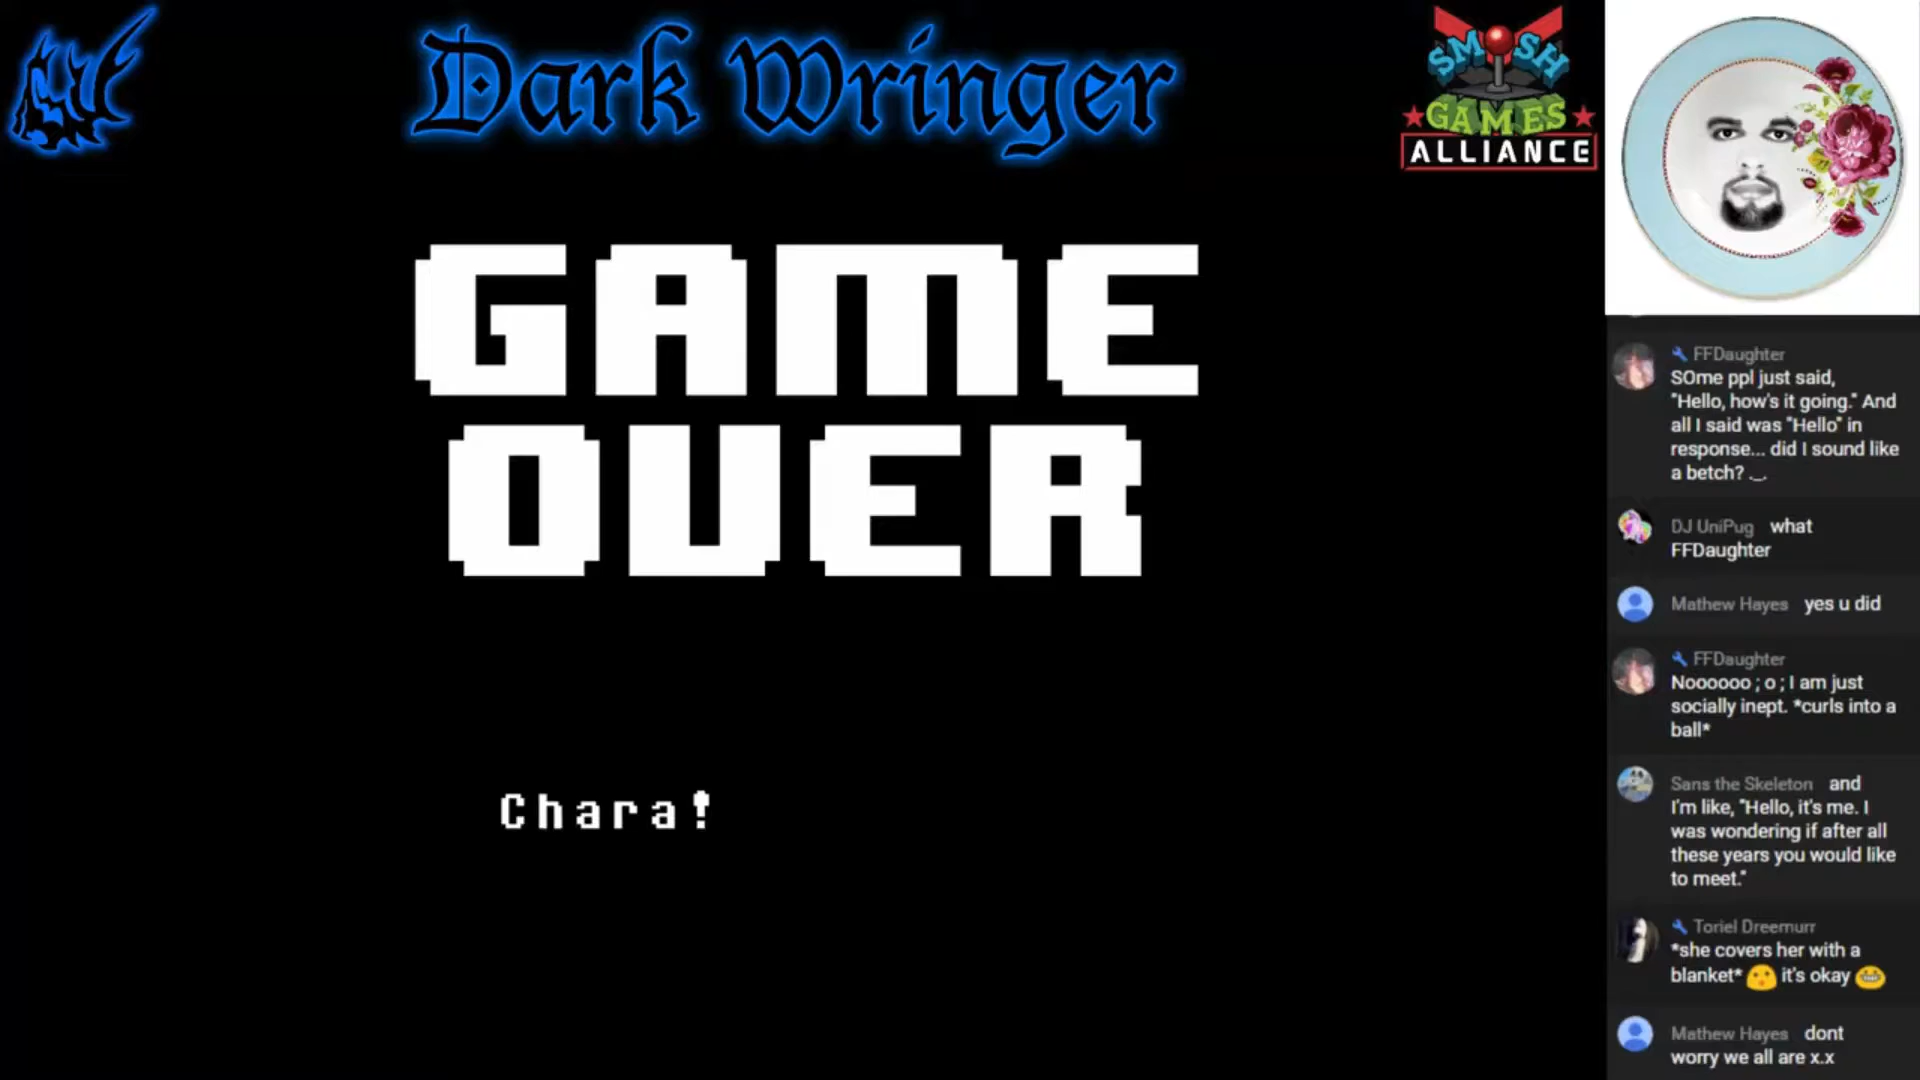 Dark Wringer
SMASH
GAMES
ALLIANCE
GAME
OVER
Chara!
FFDaughter
SOme ppl just said,
"Hello, how's it going." And
all I said was "Hello" in
response... did I sound like
a betch? ._.
DJ UniPug what
FFDaughter
Mathew Hayes yes u did
FFDaughter
Noooooo ; o ; I am just
socially inept. *curls into a
ball*
Sans the Skeleton and
I'm like, "Hello, it's me. I
was wondering if after all
these years you would like
to meet."
Toriel Dreemurr
*she covers her with a
blanket* 😗 it's okay 😁
Mathew Hayes dont
worry we all are x.x